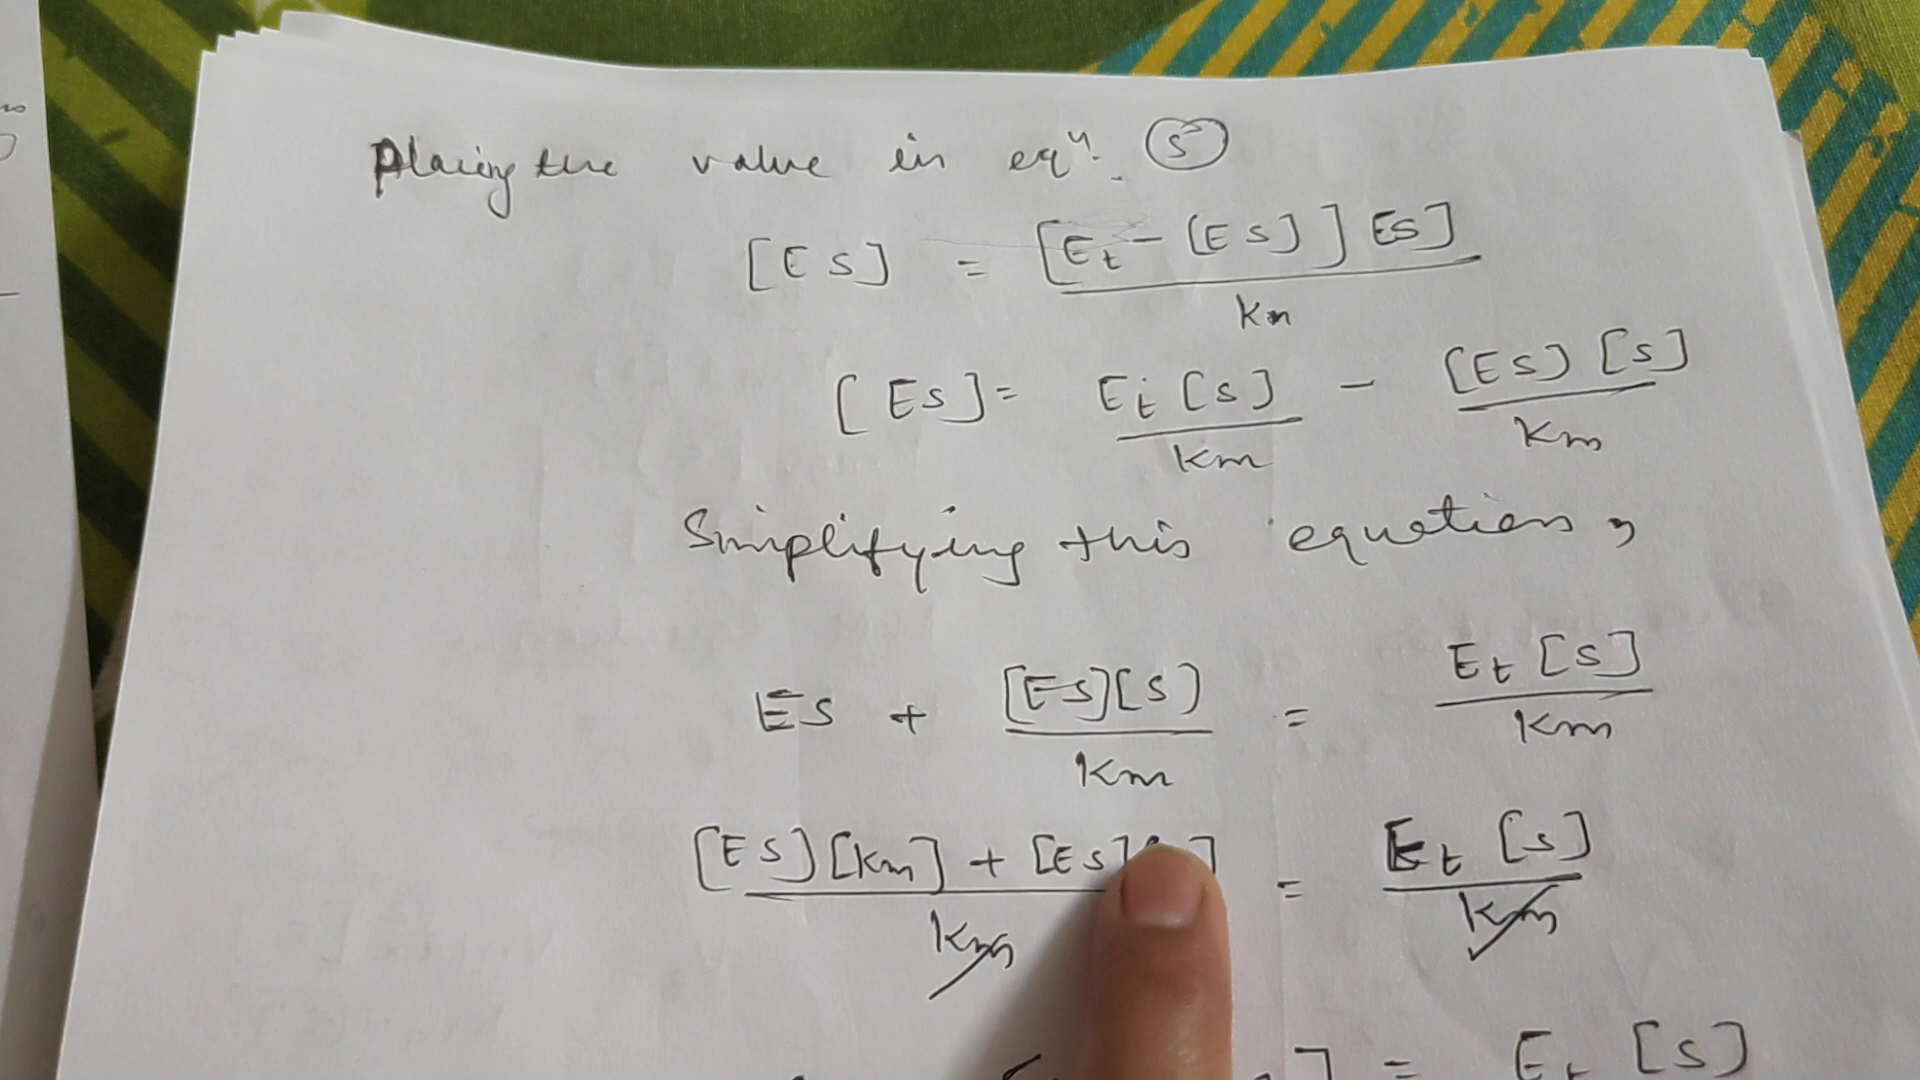 Placing the value in eqⁿ. ⑤
[ES] = [Et - [ES]] ES] / Km
[ES] = Et [S] / Km - [ES] [S] / Km
Simplifying this equation,
ES + [ES][S] / Km = Et [S] / Km
[ES][Km] + [ES][ ] / Km = Et [S] / Km
] = Et [S]